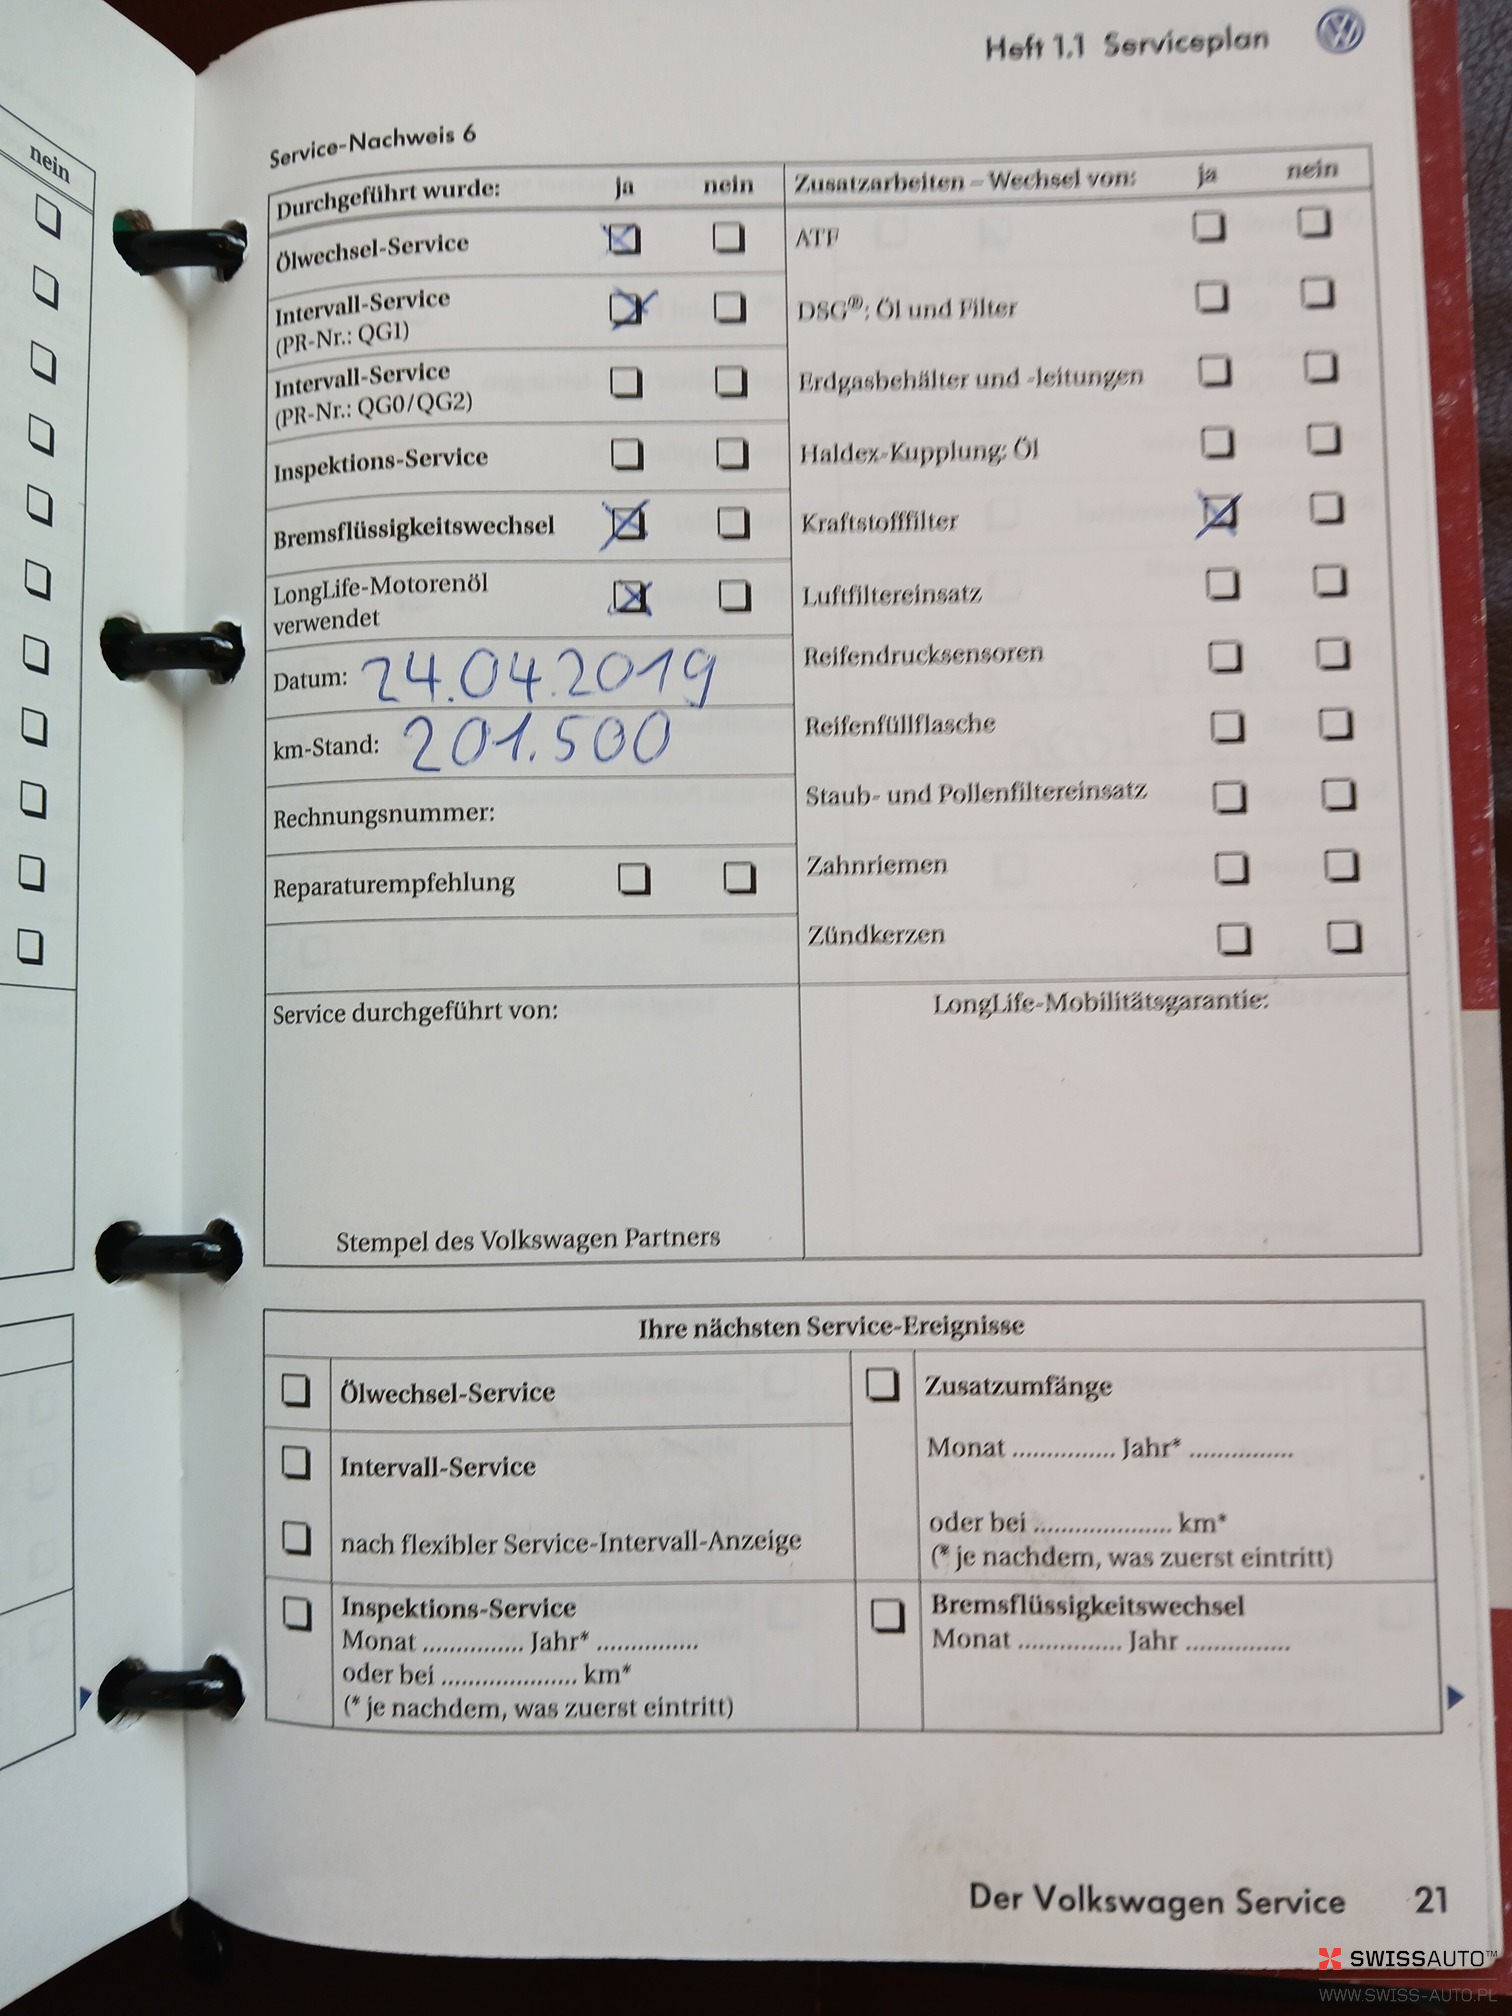 Heft 1.1 Serviceplan
nein
Service-Nachweis 6
Durchgeführt wurde: ja nein
Ölwechsel-Service
Intervall-Service
(PR-Nr.: QG1)
Intervall-Service
(PR-Nr.: QG0/QG2)
Inspektions-Service
Bremsflüssigkeitswechsel
LongLife-Motorenöl
verwendet
Datum: 24.04.2019
km-Stand: 201.500
Rechnungsnummer:
Reparaturempfehlung
Zusatzarbeiten – Wechsel von: ja nein
ATF
DSG®: Öl und Filter
Erdgasbehälter und -leitungen
Haldex-Kupplung: Öl
Kraftstofffilter
Luftfiltereinsatz
Reifendrucksensoren
Reifenfüllflasche
Staub- und Pollenfiltereinsatz
Zahnriemen
Zündkerzen
Service durchgeführt von:
Stempel des Volkswagen Partners
LongLife-Mobilitätsgarantie:
Ihre nächsten Service-Ereignisse
Ölwechsel-Service
Intervall-Service
nach flexibler Service-Intervall-Anzeige
Inspektions-Service
Monat ............... Jahr* ...............
oder bei .................... km*
(* je nachdem, was zuerst eintritt)
Zusatzumfänge
Monat ............... Jahr* ...............
oder bei .................... km*
(* je nachdem, was zuerst eintritt)
Bremsflüssigkeitswechsel
Monat ............... Jahr ...............
Der Volkswagen Service 21
SWISSAUTO™
WWW.SWISS-AUTO.PL